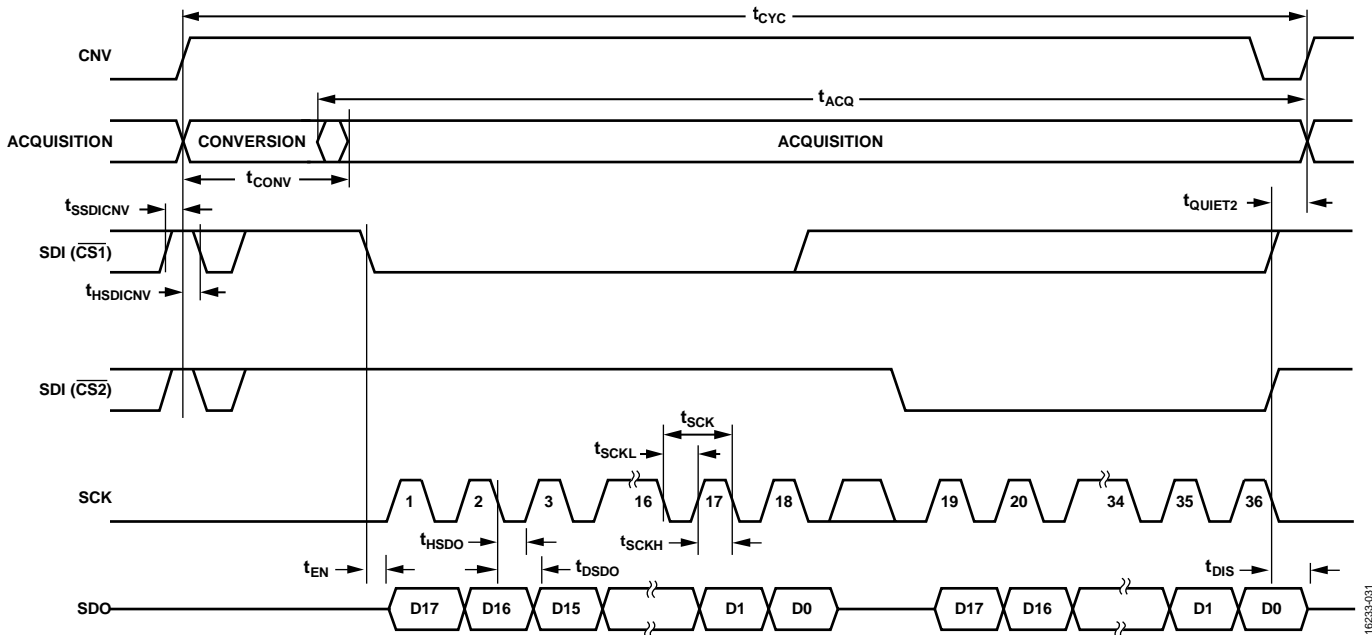 tCYC
CNV
tACQ
ACQUISITION CONVERSION ACQUISITION
tCONV
tSSDICNV tQUIET2
SDI (CS1)
tHSDICNV
SDI (CS2)
tSCK
tSCKL
SCK 1 2 3 16 17 18 19 20 34 35 36
tHSDO tSCKH
tEN tDSDO tDIS
SDO D17 D16 D15 D1 D0 D17 D16 D1 D0
16233-031